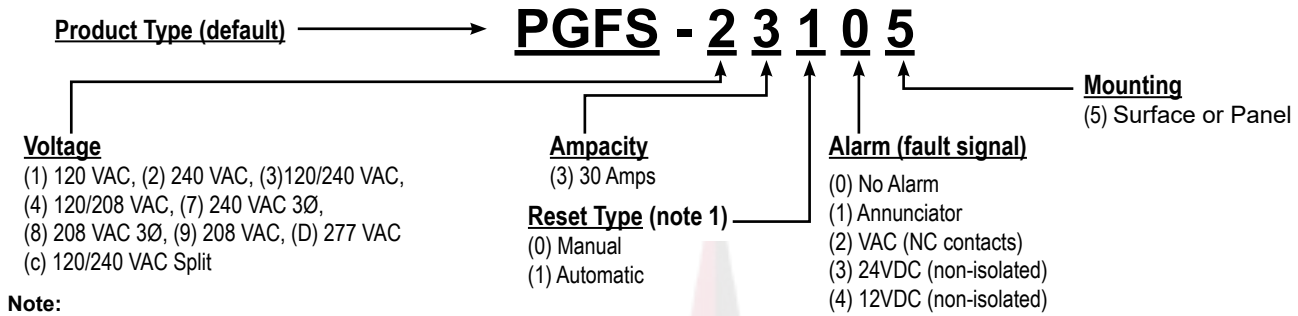 Product Type (default)
PGFS - 2 3 1 0 5
Mounting
(5) Surface or Panel
Voltage
(1) 120 VAC, (2) 240 VAC, (3)120/240 VAC,
(4) 120/208 VAC, (7) 240 VAC 3Ø,
(8) 208 VAC 3Ø, (9) 208 VAC, (D) 277 VAC
(c) 120/240 VAC Split
Ampacity
(3) 30 Amps
Reset Type (note 1)
(0) Manual
(1) Automatic
Alarm (fault signal)
(0) No Alarm
(1) Annunciator
(2) VAC (NC contacts)
(3) 24VDC (non-isolated)
(4) 12VDC (non-isolated)
Note: